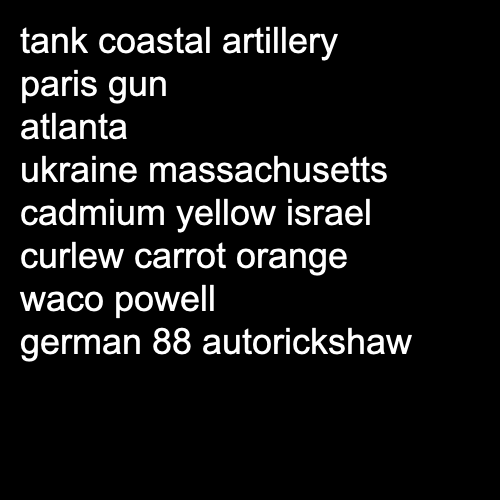 tank coastal artillery
paris gun
atlanta
ukraine massachusetts
cadmium yellow israel
curlew carrot orange
waco powell
german 88 autorickshaw